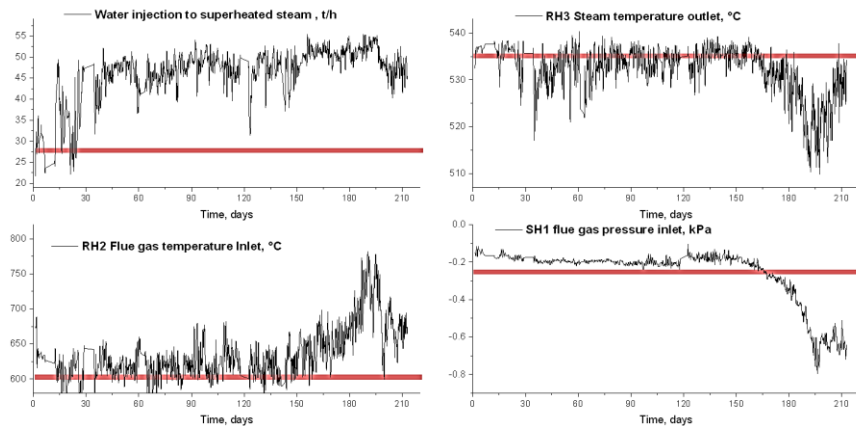 Water injection to superheated steam , t/h
55
50
45
40
35
30
25
20
0 30 60 90 120 150 180 210
Time, days
RH3 Steam temperature outlet, °C
540
530
520
510
0 30 60 90 120 150 180 210
Time, days
RH2 Flue gas temperature Inlet, °C
800
750
700
650
600
0 30 60 90 120 150 180 210
Time, days
SH1 flue gas pressure inlet, kPa
0.0
-0.2
-0.4
-0.6
-0.8
0 30 60 90 120 150 180 210
Time, days